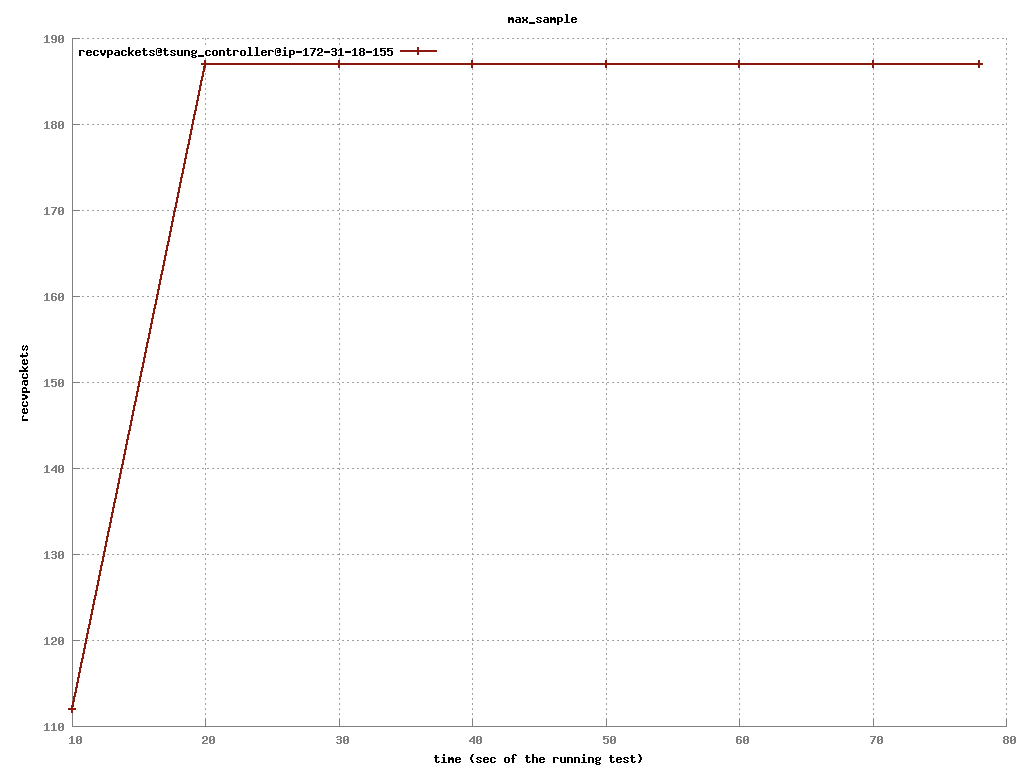 max_sample
190
recvpackets@tsung_controller@ip-172-31-18-155
180
170
160
150
recvpackets
140
130
120
110
10 20 30 40 50 60 70 80
time (sec of the running test)